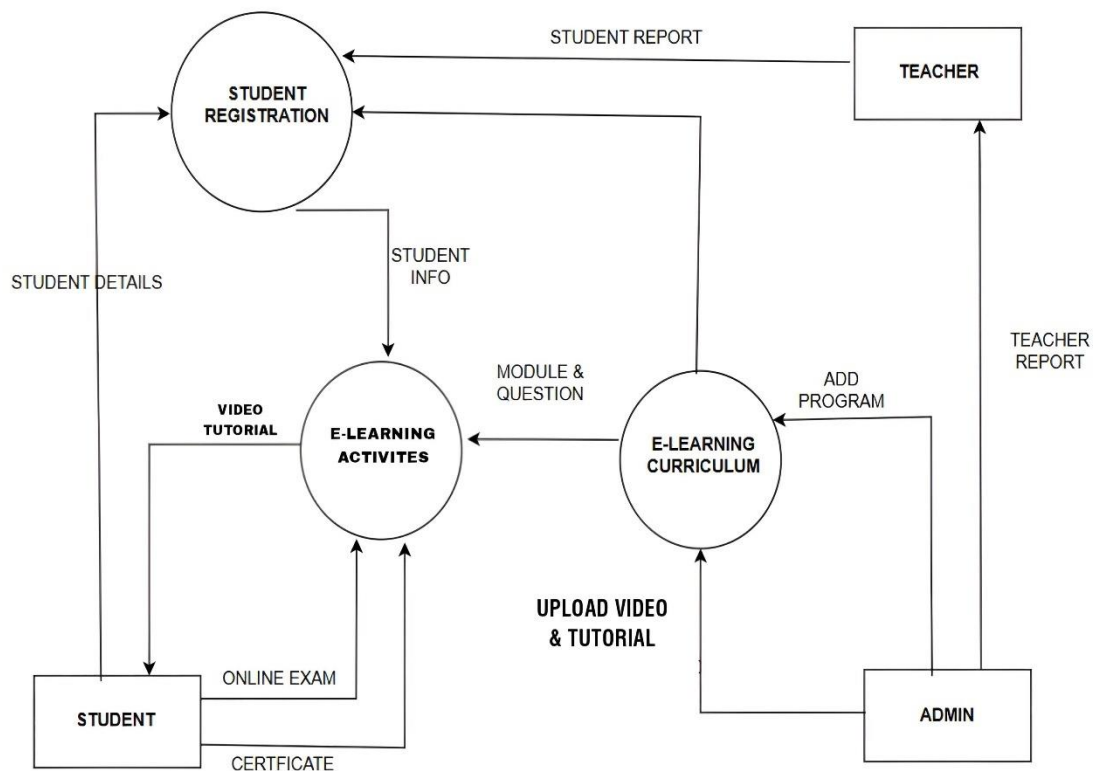 STUDENT REPORT
TEACHER
STUDENT
REGISTRATION
STUDENT
INFO
STUDENT DETAILS
TEACHER
REPORT
MODULE &
QUESTION
ADD
PROGRAM
VIDEO
TUTORIAL
E-LEARNING
ACTIVITES
E-LEARNING
CURRICULUM
UPLOAD VIDEO
& TUTORIAL
ONLINE EXAM
STUDENT
ADMIN
CERTFICATE